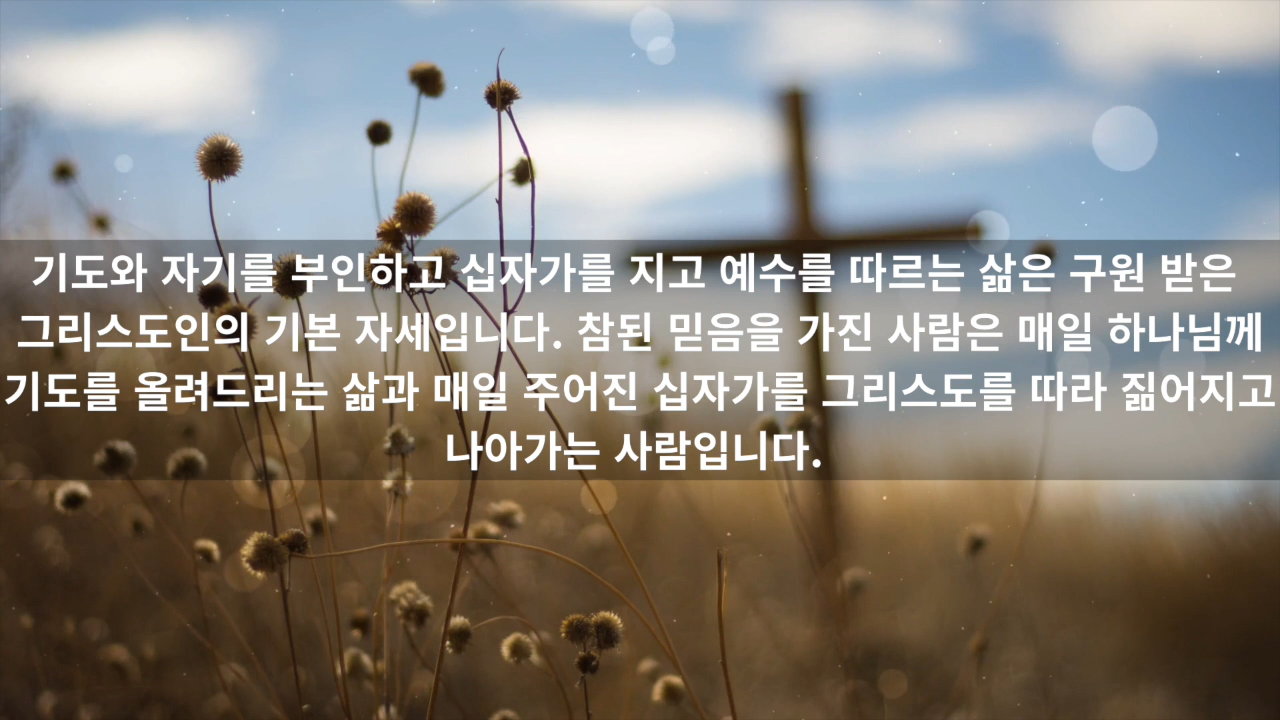 기도와 자기를 부인하고 십자가를 지고 예수를 따르는 삶은 구원 받은
그리스도인의 기본 자세입니다. 참된 믿음을 가진 사람은 매일 하나님께
기도를 올려드리는 삶과 매일 주어진 십자가를 그리스도를 따라 짊어지고
나아가는 사람입니다.